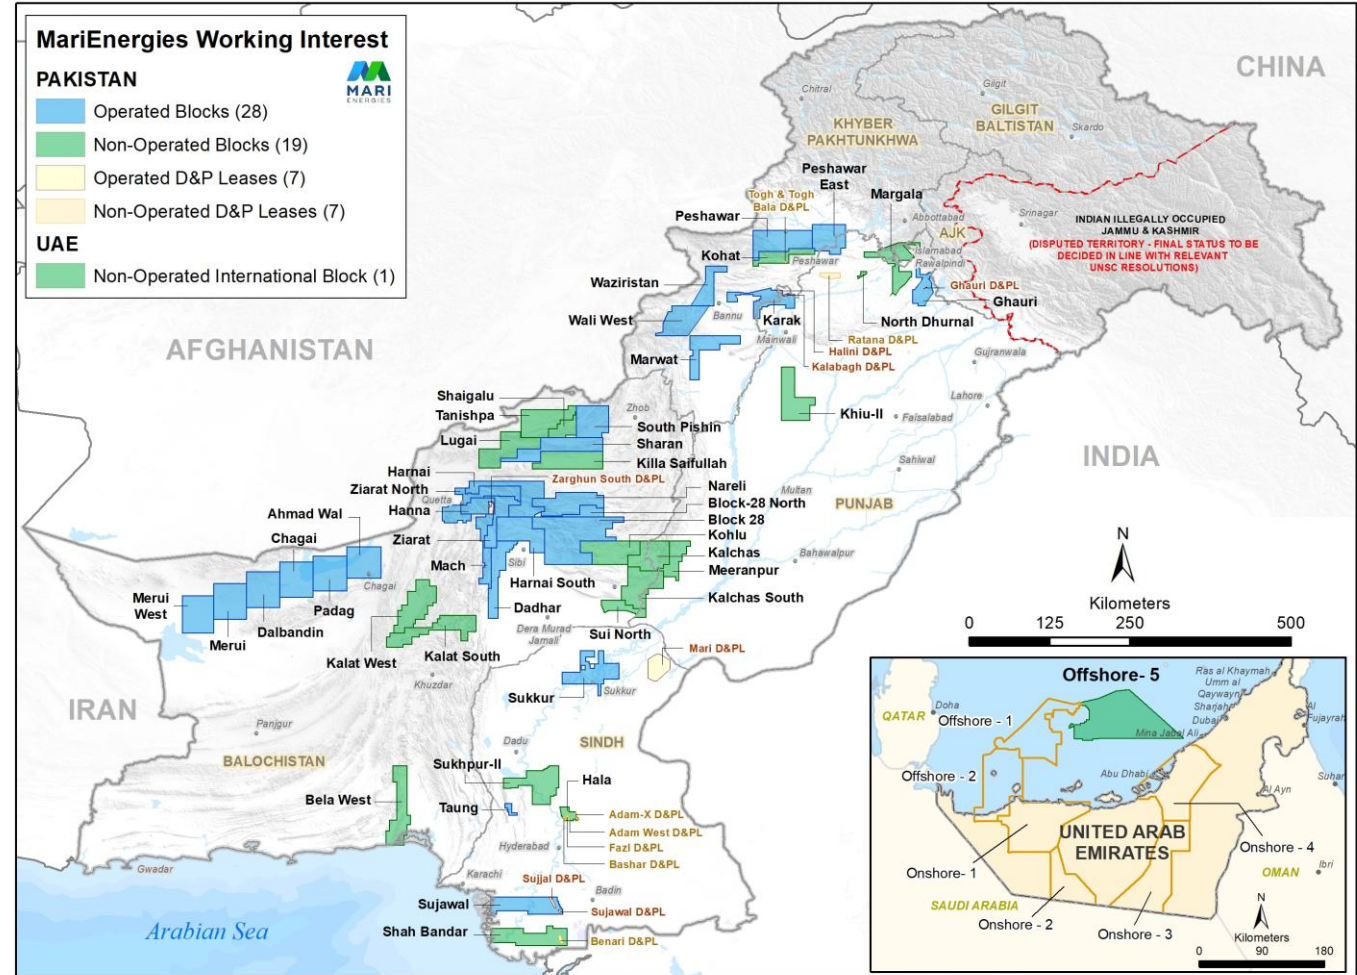 MariEnergies Working Interest
PAKISTAN
MARI
ENERGIES
Operated Blocks (28)
Non-Operated Blocks (19)
Operated D&P Leases (7)
Non-Operated D&P Leases (7)
UAE
Non-Operated International Block (1)
CHINA
Chitral
Gilgit
GILGIT
BALTISTAN
Skardo
KHYBER
PAKHTUNKHWA
Peshawar
East
Margala
Togh & Togh
Bala D&PL
Peshawar
Abbottabad
AJK
Srinagar
INDIAN ILLEGALLY OCCUPIED
JAMMU & KASHMIR
(DISPUTED TERRITORY - FINAL STATUS TO BE
DECIDED IN LINE WITH RELEVANT
UNSC RESOLUTIONS)
Kohat
Peshawar
Islamabad
Rawalpindi
Waziristan
Ghauri D&PL
Ghauri
Wali West
Bannu
Karak
North Dhurnal
Mainwali
Ratana D&PL
Halini D&PL
Kalabagh D&PL
Marwat
Gujranwala
AFGHANISTAN
Lahore
Khiu-II
Faisalabad
Shaigalu
Tanishpa
Zhob
South Pishin
Lugai
Sharan
Killa Saifullah
Sahiwal
INDIA
Harnai
Zarghun South D&PL
Ziarat North
Nareli
Multan
Quetta
Hanna
Block-28 North
PUNJAB
Ahmad Wal
Block 28
Chagai
Ziarat
Kohlu
Kalchas
Bahawalpur
Mach
Sibi
Meeranpur
Chagai
Harnai South
Merui
West
Padag
Kalchas South
Dadhar
Dalbandin
Merui
Dera Murad
Jamali
Sui North
Kalat West
Kalat South
Mari D&PL
Khuzdar
Sukkur
Sukkur
N
Kilometers
0 125 250 500
IRAN
Panjgur
BALOCHISTAN
Dadu
SINDH
Sukhpur-II
Hala
Bela West
Taung
Adam-X D&PL
Adam West D&PL
Fazl D&PL
Bashar D&PL
Hyderabad
Gwadar
Karachi
Sujjal D&PL
Badin
Sujawal
Sujawal D&PL
Shah Bandar
Benari D&PL
Arabian Sea
Offshore- 5
Ras al Khaymah
Umm al
Qaywayn
Sharjah
Dubai
Al
Fujayrah
QATAR
Doha
Offshore - 1
Mina Jabal Ali
Offshore - 2
Abu Dhabi
Suhar
Al Ayn
UNITED ARAB
EMIRATES
Onshore - 4
Onshore- 1
Ibri
OMAN
SAUDI ARABIA
Onshore - 2
Onshore - 3
N
Kilometers
0 90 180